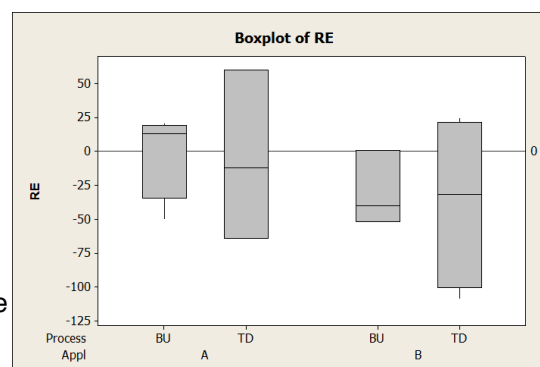 Boxplot of RE
50
25
0
0
-25
RE
-50
-75
-100
e
-125
Process BU TD BU TD
Appl A B